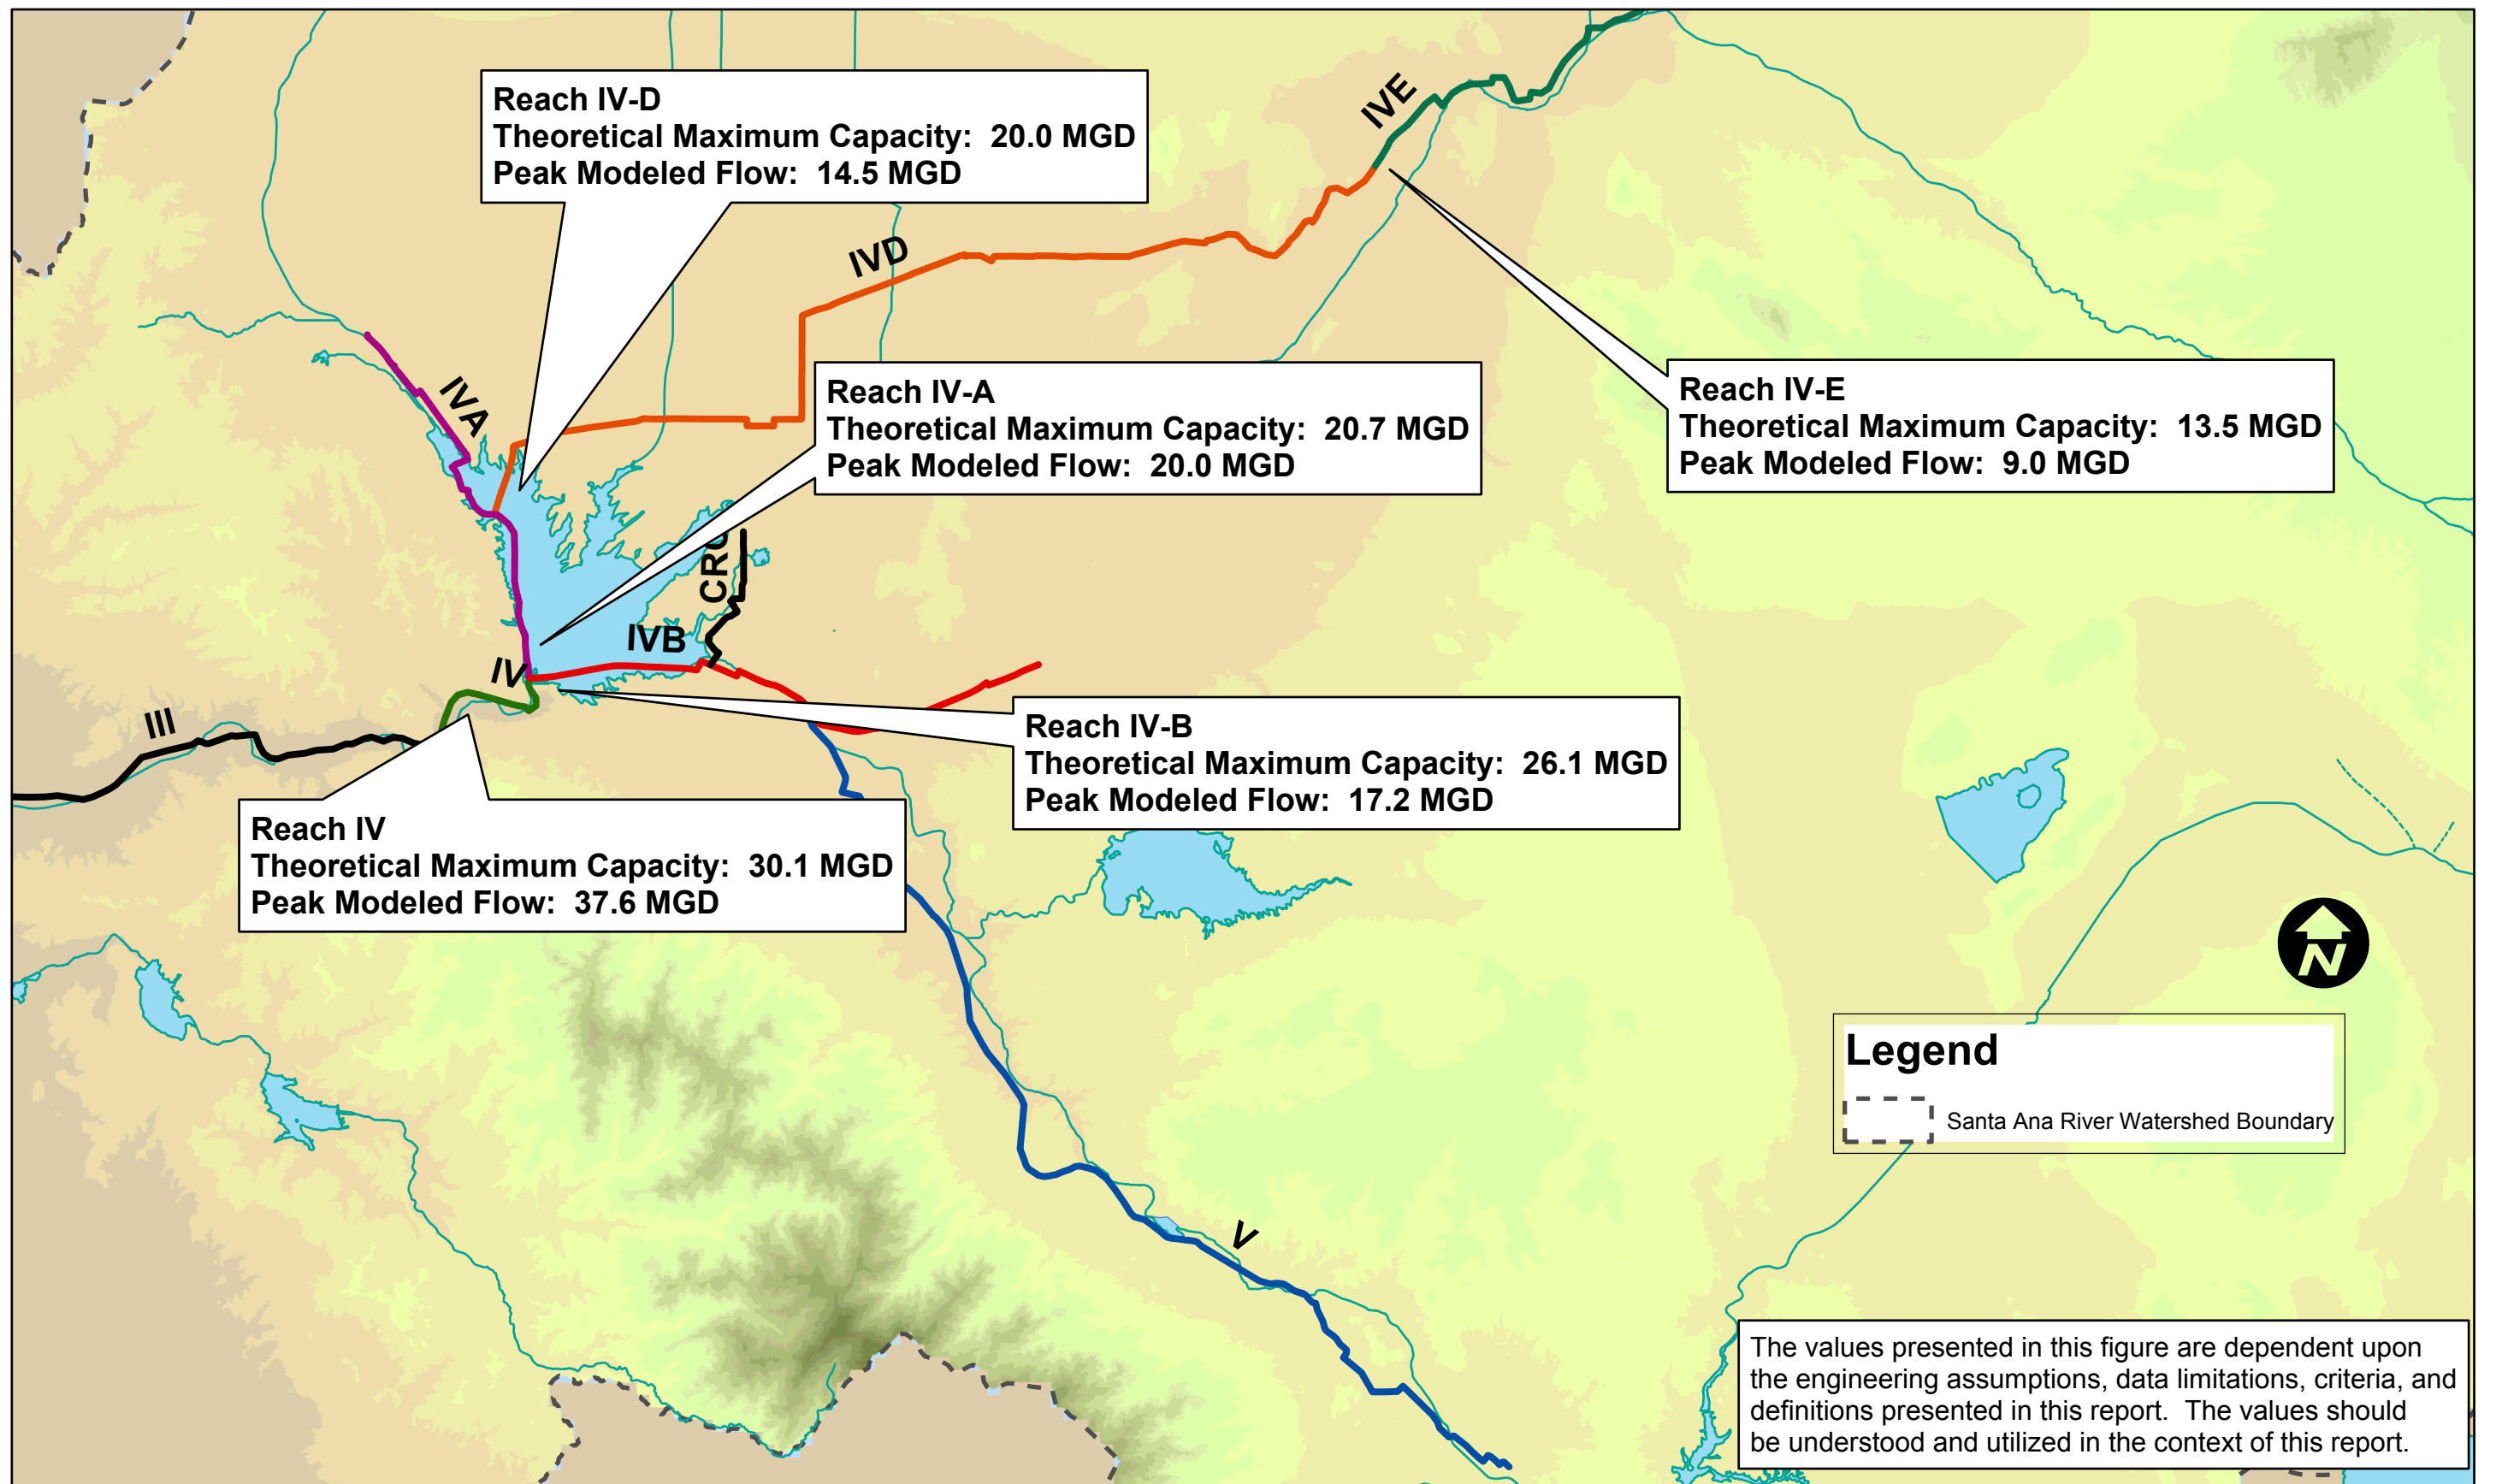 Reach IV-D
Theoretical Maximum Capacity: 20.0 MGD
Peak Modeled Flow: 14.5 MGD
IVE
IVD
Reach IV-A
Theoretical Maximum Capacity: 20.7 MGD
Peak Modeled Flow: 20.0 MGD
Reach IV-E
Theoretical Maximum Capacity: 13.5 MGD
Peak Modeled Flow: 9.0 MGD
IVA
CRC
IVB
IV
III
Reach IV-B
Theoretical Maximum Capacity: 26.1 MGD
Peak Modeled Flow: 17.2 MGD
Reach IV
Theoretical Maximum Capacity: 30.1 MGD
Peak Modeled Flow: 37.6 MGD
N
Legend
Santa Ana River Watershed Boundary
V
The values presented in this figure are dependent upon
the engineering assumptions, data limitations, criteria, and
definitions presented in this report. The values should
be understood and utilized in the context of this report.